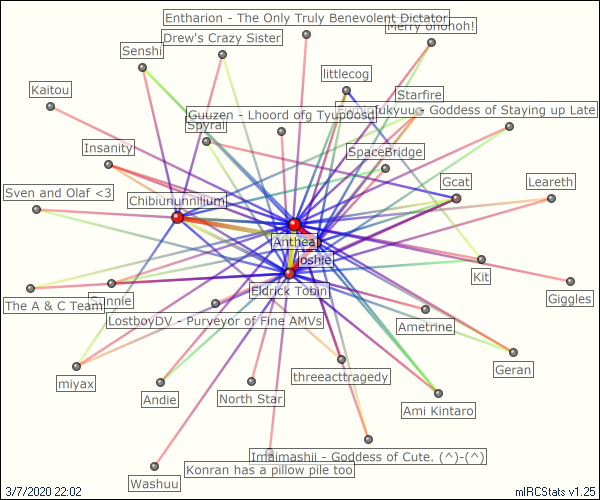 Entharion - The Only Truly Benevolent Dictator
Merry ohohoh!
Drew's Crazy Sister
Senshi
littlecog
Kaitou
Starfire
Goddess of Staying up Late
Guuzen - Lhoord ofg Tyup0osd
Spyral
Insanity
SpaceBridge
Gcat
Leareth
Sven and Olaf <3
Chibiununnilium
Anthea
Joshie
Kit
Eldrick Tobin
Giggles
The A & C Team
Sunnie
LostboyDV - Purveyor of Fine AMVs
Ametrine
Geran
threeacttragedy
miyax
Andie
North Star
Ami Kintaro
Imaimashii - Goddess of Cute. (^)-(^)
Konran has a pillow pile too
Washuu
3/7/2020 22:02
mIRCStats v1.25